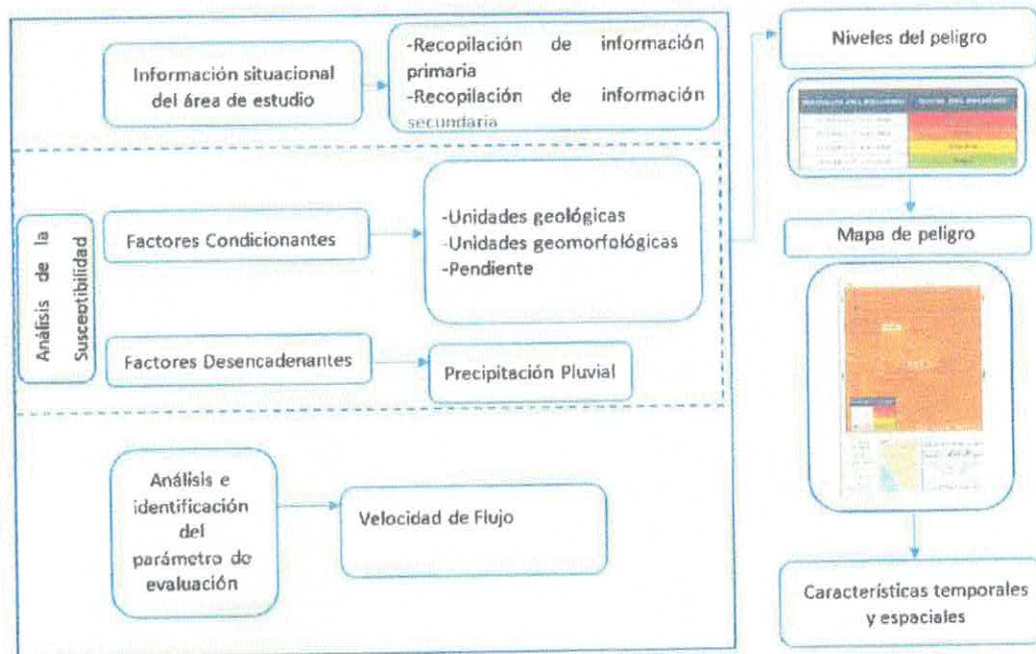 Información situacional
del área de estudio
-Recopilación de información
primaria
-Recopilación de información
secundaria
Análisis de la
Susceptibilidad
Factores Condicionantes
-Unidades geológicas
-Unidades geomorfológicas
-Pendiente
Factores Desencadenantes
Precipitación Pluvial
Análisis e
identificación
del
parámetro de
evaluación
Velocidad de Flujo
Niveles del peligro
Mapa de peligro
Características temporales
y espaciales